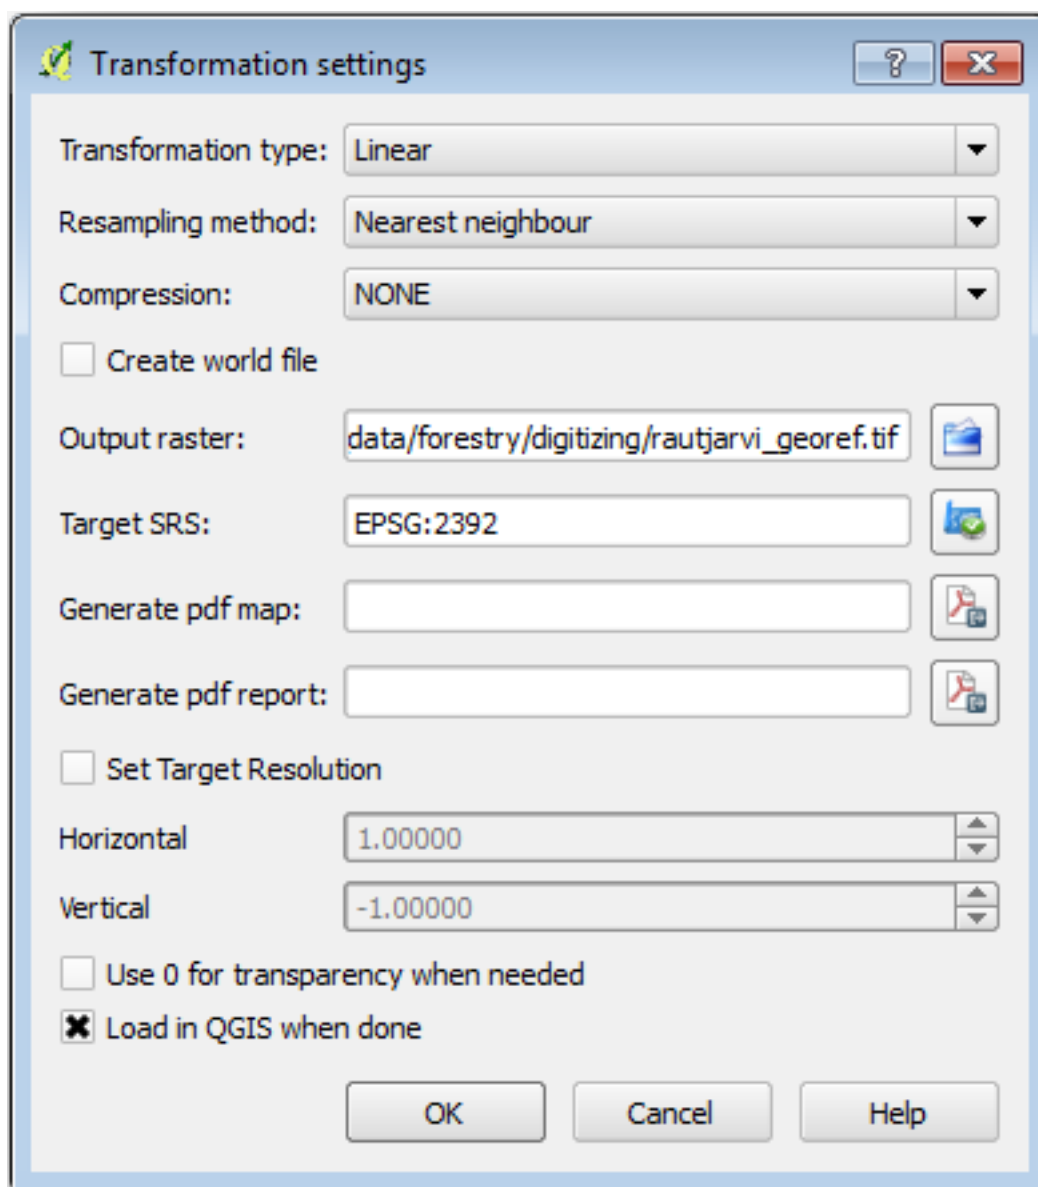 Transformation settings
Transformation type: Linear
Resampling method: Nearest neighbour
Compression: NONE
Create world file
Output raster: data/forestry/digitizing/rautjarvi_georef.tif
Target SRS: EPSG:2392
Generate pdf map:
Generate pdf report:
Set Target Resolution
Horizontal 1.00000
Vertical -1.00000
Use 0 for transparency when needed
Load in QGIS when done
OK Cancel Help